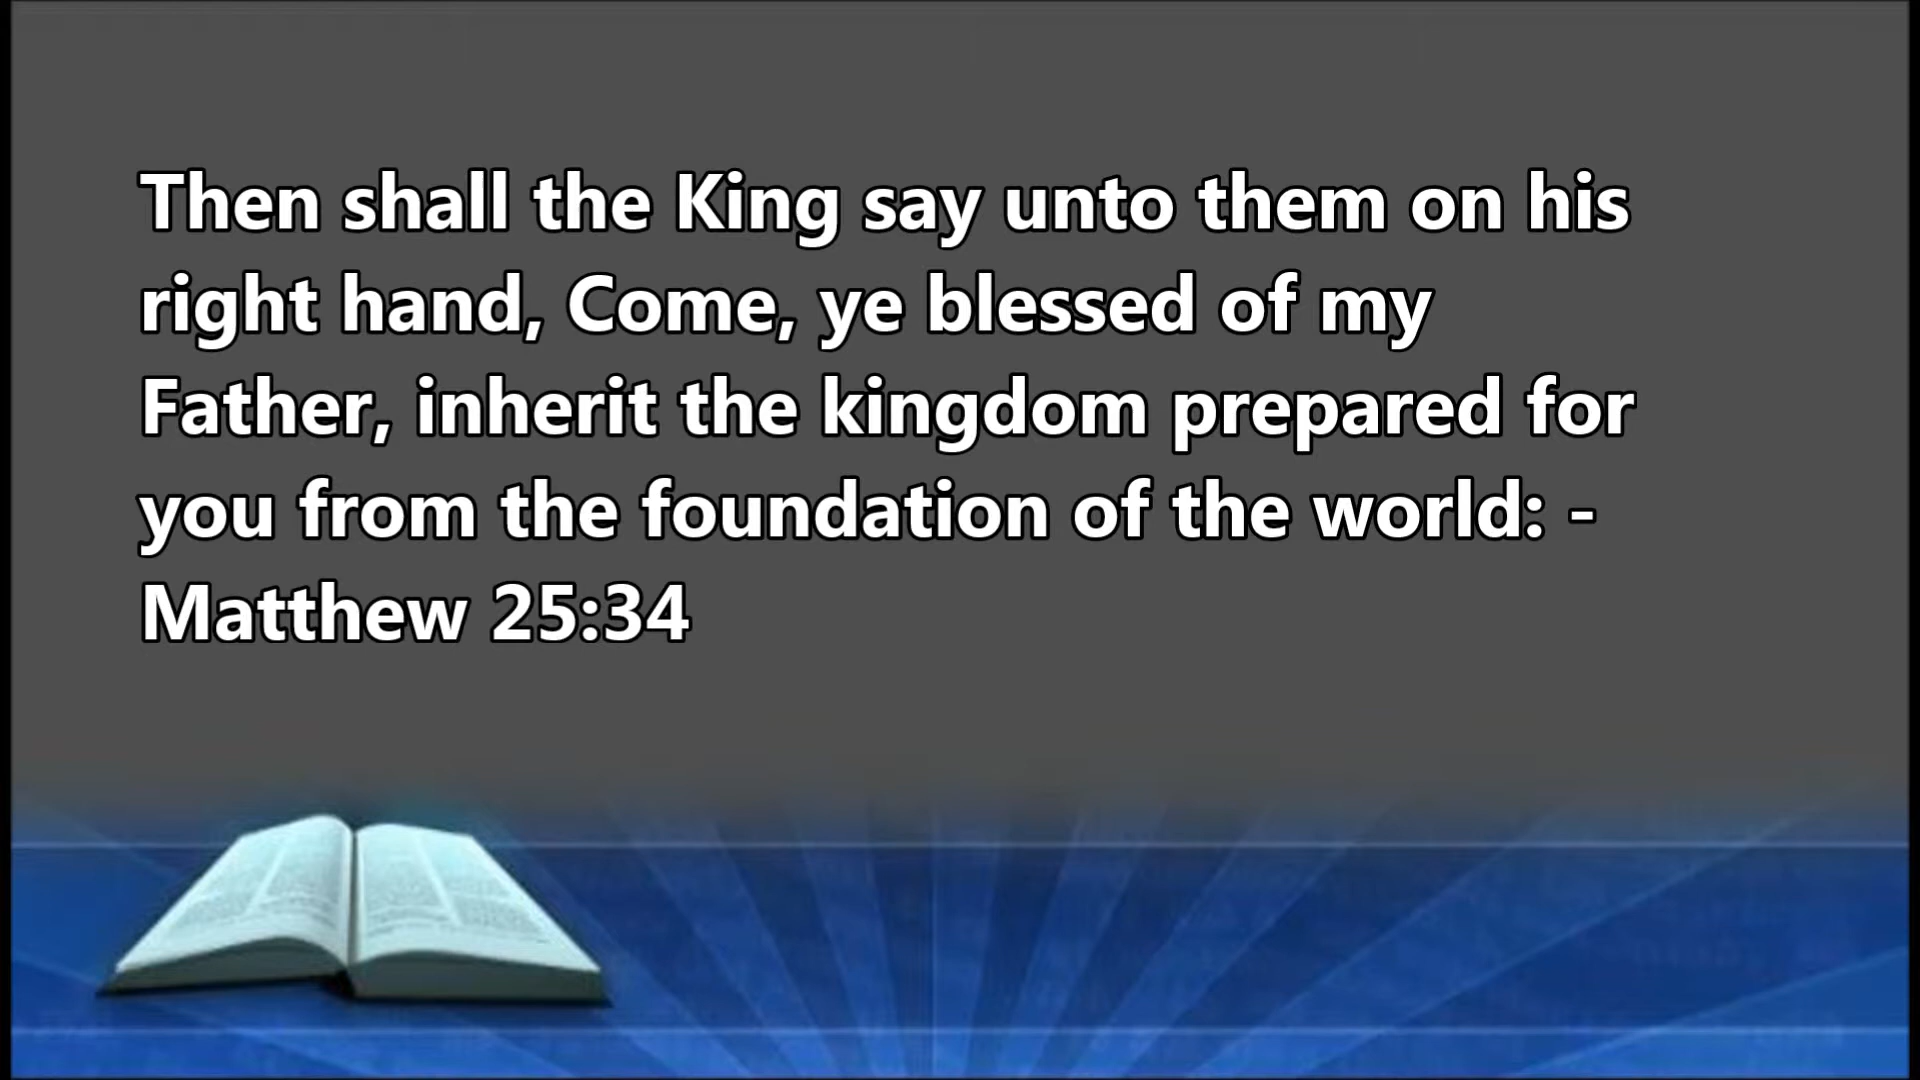 Then shall the King say unto them on his
right hand, Come, ye blessed of my
Father, inherit the kingdom prepared for
you from the foundation of the world: -
Matthew 25:34